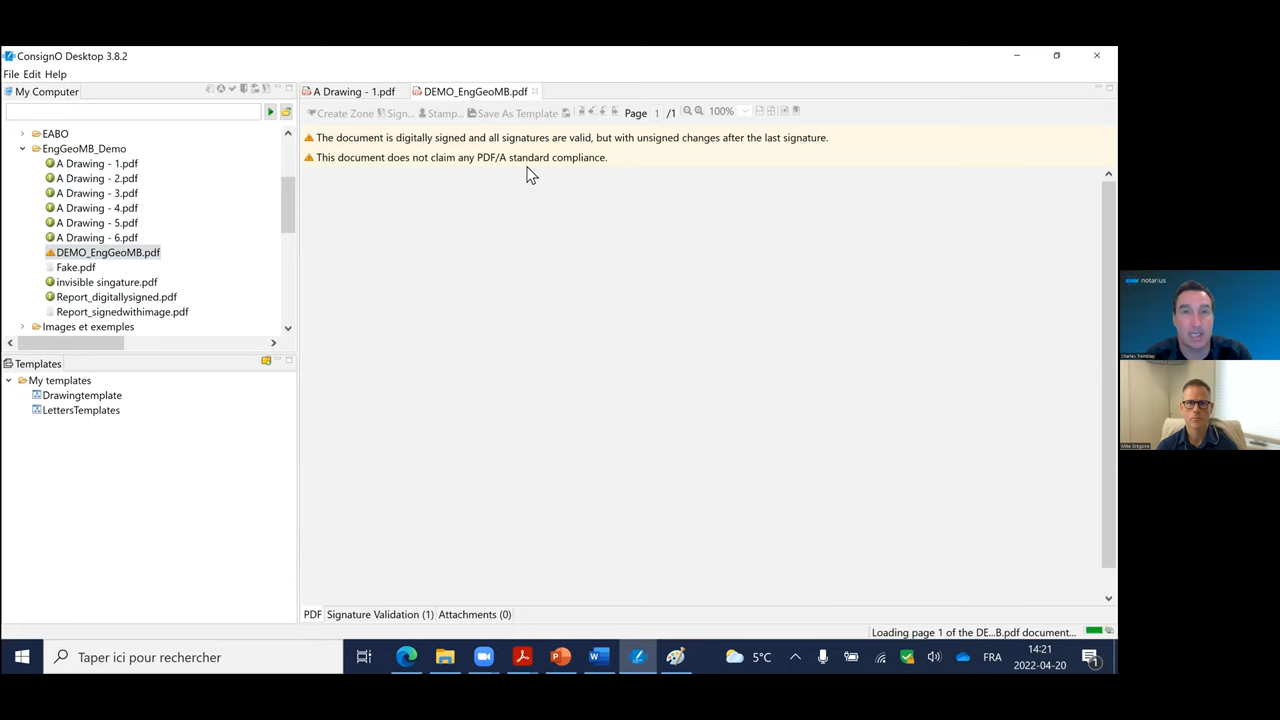 ConsignO Desktop 3.8.2
File Edit Help
My Computer
A Drawing - 1.pdf
DEMO_EngGeoMB.pdf
Create Zone
Sign...
Stamp...
Save As Template
Page 1 /1
100%
The document is digitally signed and all signatures are valid, but with unsigned changes after the last signature.
This document does not claim any PDF/A standard compliance.
EABO
EngGeoMB_Demo
A Drawing - 1.pdf
A Drawing - 2.pdf
A Drawing - 3.pdf
A Drawing - 4.pdf
A Drawing - 5.pdf
A Drawing - 6.pdf
DEMO_EngGeoMB.pdf
Fake.pdf
invisible singature.pdf
Report_digitallysigned.pdf
Report_signedwithimage.pdf
Images et exemples
Templates
My templates
Drawingtemplate
LettersTemplates
notarius
Charles Tremblay
Mike Gregoire
PDF Signature Validation (1) Attachments (0)
Loading page 1 of the DE...B.pdf document...
Taper ici pour rechercher
5°C
FRA
14:21
2022-04-20
1